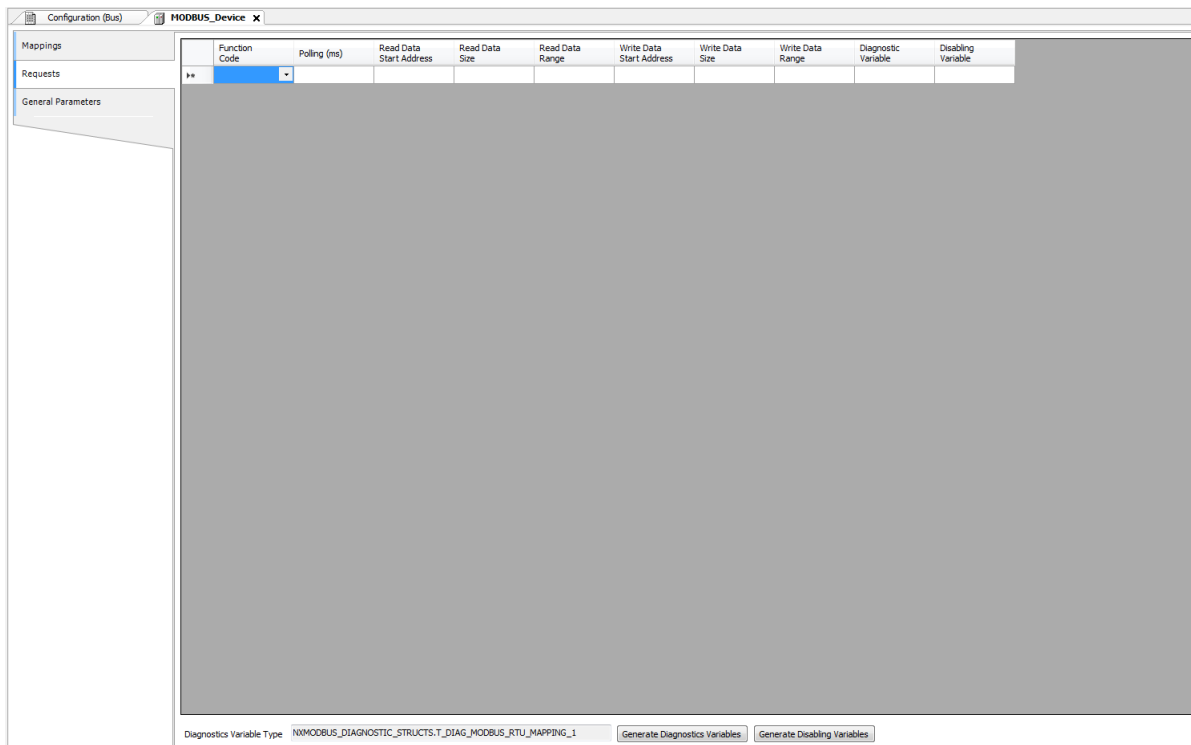 Configuration (Bus)
MODBUS_Device x
Mappings
Requests
General Parameters
Function
Code
Polling (ms)
Read Data
Start Address
Read Data
Size
Read Data
Range
Write Data
Start Address
Write Data
Size
Write Data
Range
Diagnostic
Variable
Disabling
Variable
Diagnostics Variable Type NXMODBUS_DIAGNOSTIC_STRUCTS.T_DIAG_MODBUS_RTU_MAPPING_1 Generate Diagnostics Variables Generate Disabling Variables